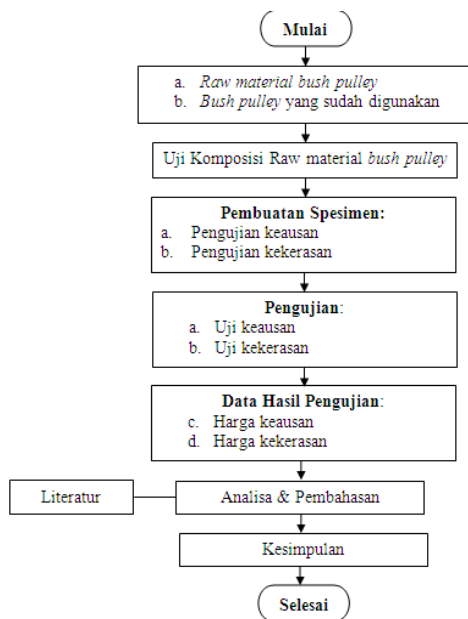 Mulai
a. Raw material bush pulley
b. Bush pulley yang sudah digunakan
Uji Komposisi Raw material bush pulley
Pembuatan Spesimen:
a. Pengujian keausan
b. Pengujian kekerasan
Pengujian:
a. Uji keausan
b. Uji kekerasan
Data Hasil Pengujian:
c. Harga keausan
d. Harga kekerasan
Literatur
Analisa & Pembahasan
Kesimpulan
Selesai